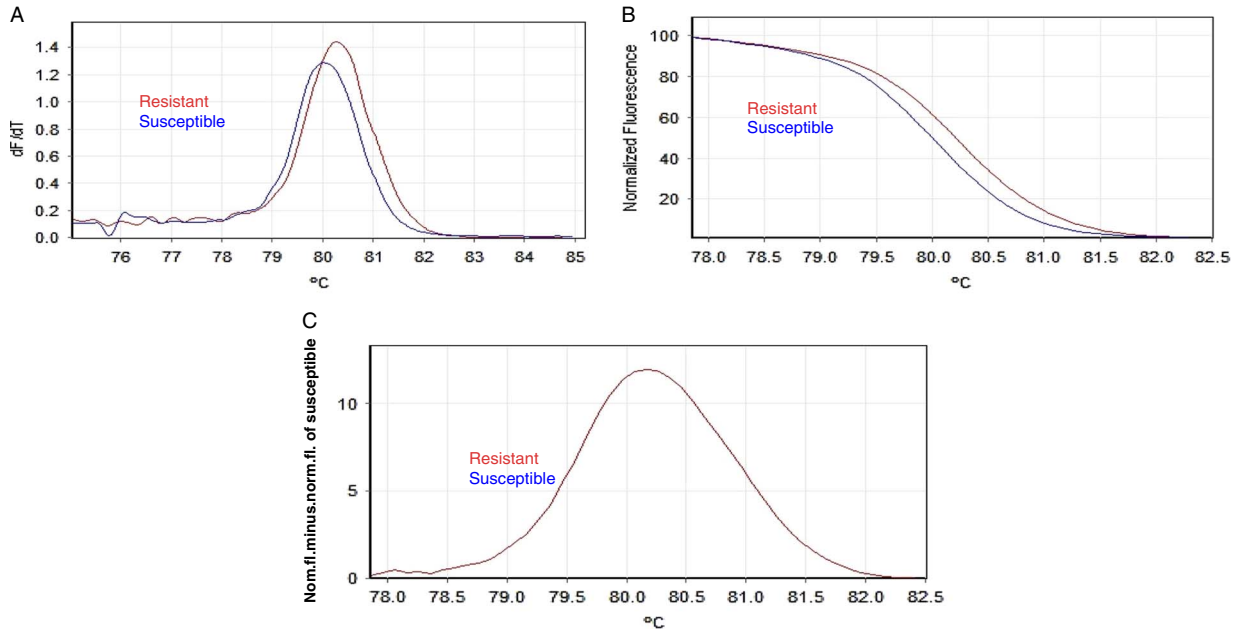 A
dF/dT
1.4
1.2
1.0
0.8
0.6
0.4
0.2
0.0
Resistant
Susceptible
76 77 78 79 80 81 82 83 84 85
ºC
B
Normalized Fluorescence
100
80
60
40
20
Resistant
Susceptible
78.0 78.5 79.0 79.5 80.0 80.5 81.0 81.5 82.0 82.5
ºC
C
Nom.fl.minus.norm.fl. of susceptible
10
5
0
Resistant
Susceptible
78.0 78.5 79.0 79.5 80.0 80.5 81.0 81.5 82.0 82.5
ºC